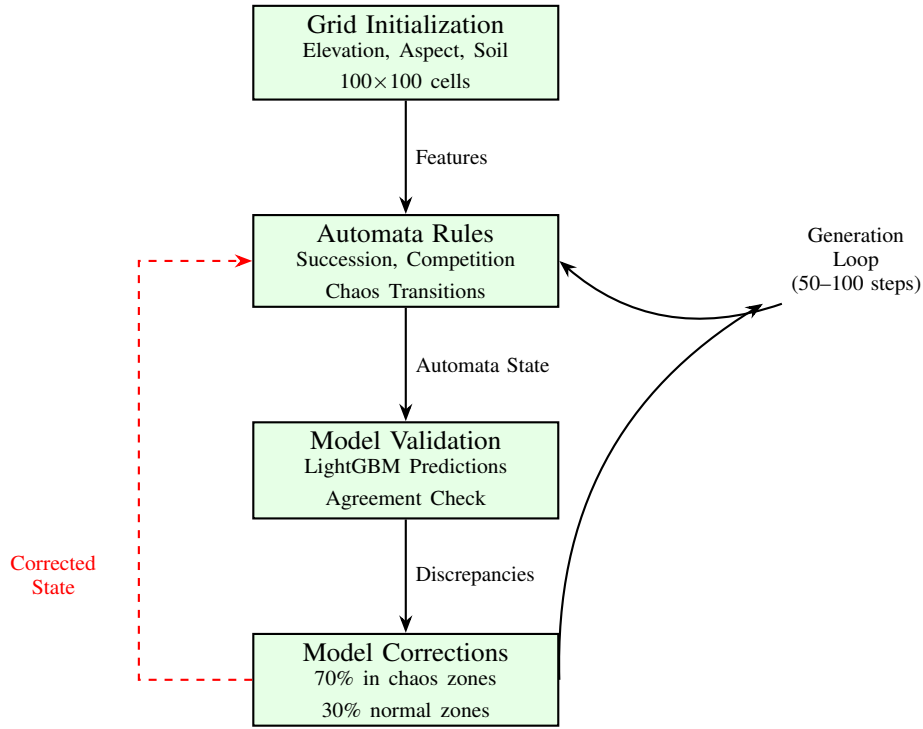 Grid Initialization
Elevation, Aspect, Soil
100×100 cells
Features
Automata Rules
Succession, Competition
Chaos Transitions
Generation
Loop
(50–100 steps)
Automata State
Model Validation
LightGBM Predictions
Agreement Check
Corrected
State
Discrepancies
Model Corrections
70% in chaos zones
30% normal zones